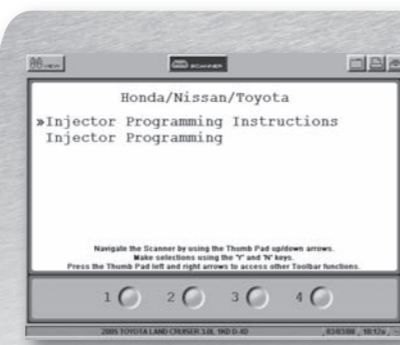 VIEW
SCANNER
Honda/Nissan/Toyota
»Injector Programming Instructions
Injector Programming
Navigate the Scanner by using the Thumb Pad up/down arrows.
Make selections using the 'Y' and 'N' keys.
Press the Thumb Pad left and right arrows to access other Toolbar functions.
1 2 3 4
2005 TOYOTA LAND CRUISER 3.0L 1KD D-4D